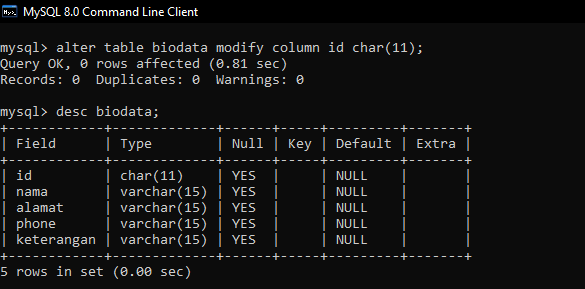 MySQL 8.0 Command Line Client
mysql> alter table biodata modify column id char(11);
Query OK, 0 rows affected (0.81 sec)
Records: 0  Duplicates: 0  Warnings: 0
mysql> desc biodata;
+------------+-------------+------+-----+---------+-------+
| Field      | Type        | Null | Key | Default | Extra |
+------------+-------------+------+-----+---------+-------+
| id         | char(11)    | YES  |     | NULL    |       |
| nama       | varchar(15) | YES  |     | NULL    |       |
| alamat     | varchar(15) | YES  |     | NULL    |       |
| phone      | varchar(15) | YES  |     | NULL    |       |
| keterangan | varchar(15) | YES  |     | NULL    |       |
+------------+-------------+------+-----+---------+-------+
5 rows in set (0.00 sec)